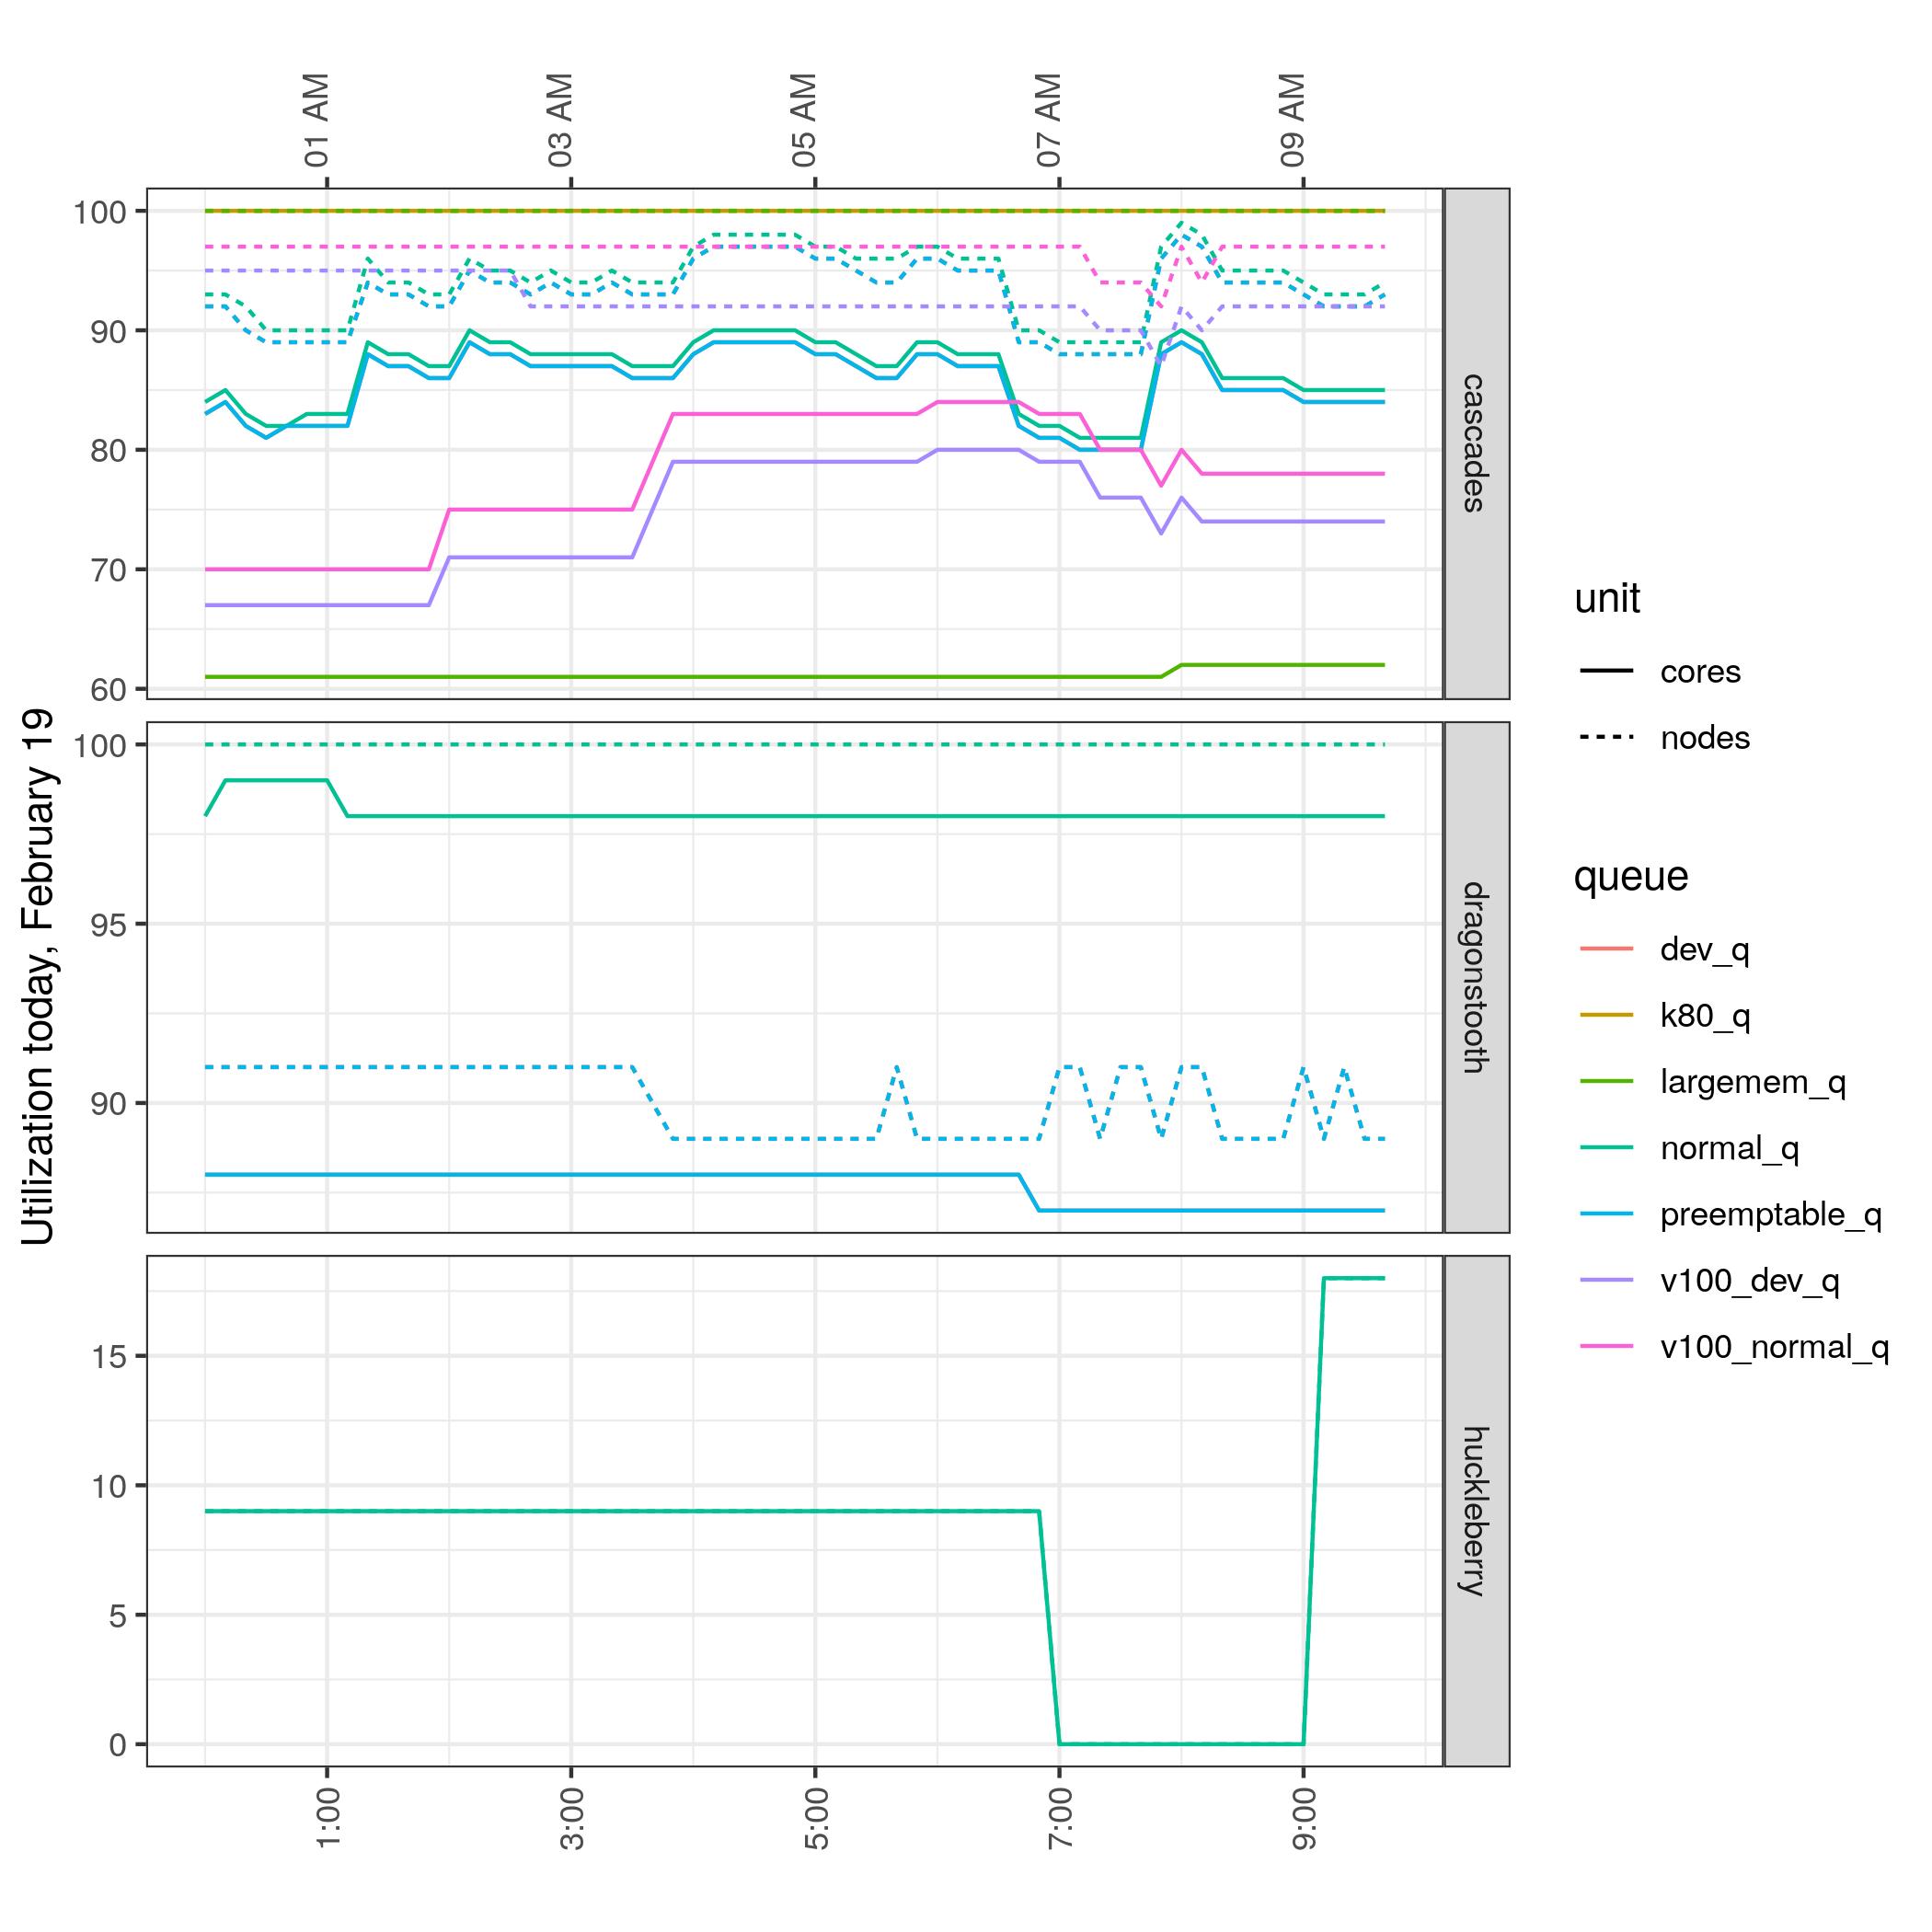 01 AM
03 AM
05 AM
07 AM
09 AM
Utilization today, February 19
100
90
80
70
60
cascades
100
95
90
dragonstooth
15
10
5
0
huckleberry
1:00
3:00
5:00
7:00
9:00
unit
cores
nodes
queue
dev_q
k80_q
largemem_q
normal_q
preemptable_q
v100_dev_q
v100_normal_q